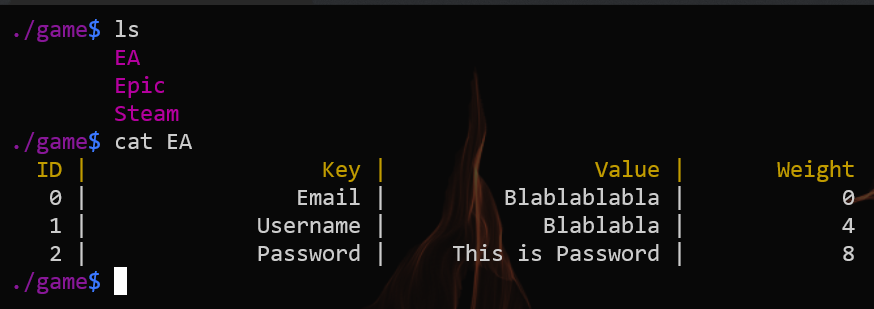 ./game$ ls
EA
Epic
Steam
./game$ cat EA
ID | Key | Value | Weight
0 | Email | Blablablabla | 0
1 | Username | Blablabla | 4
2 | Password | This is Password | 8
./game$